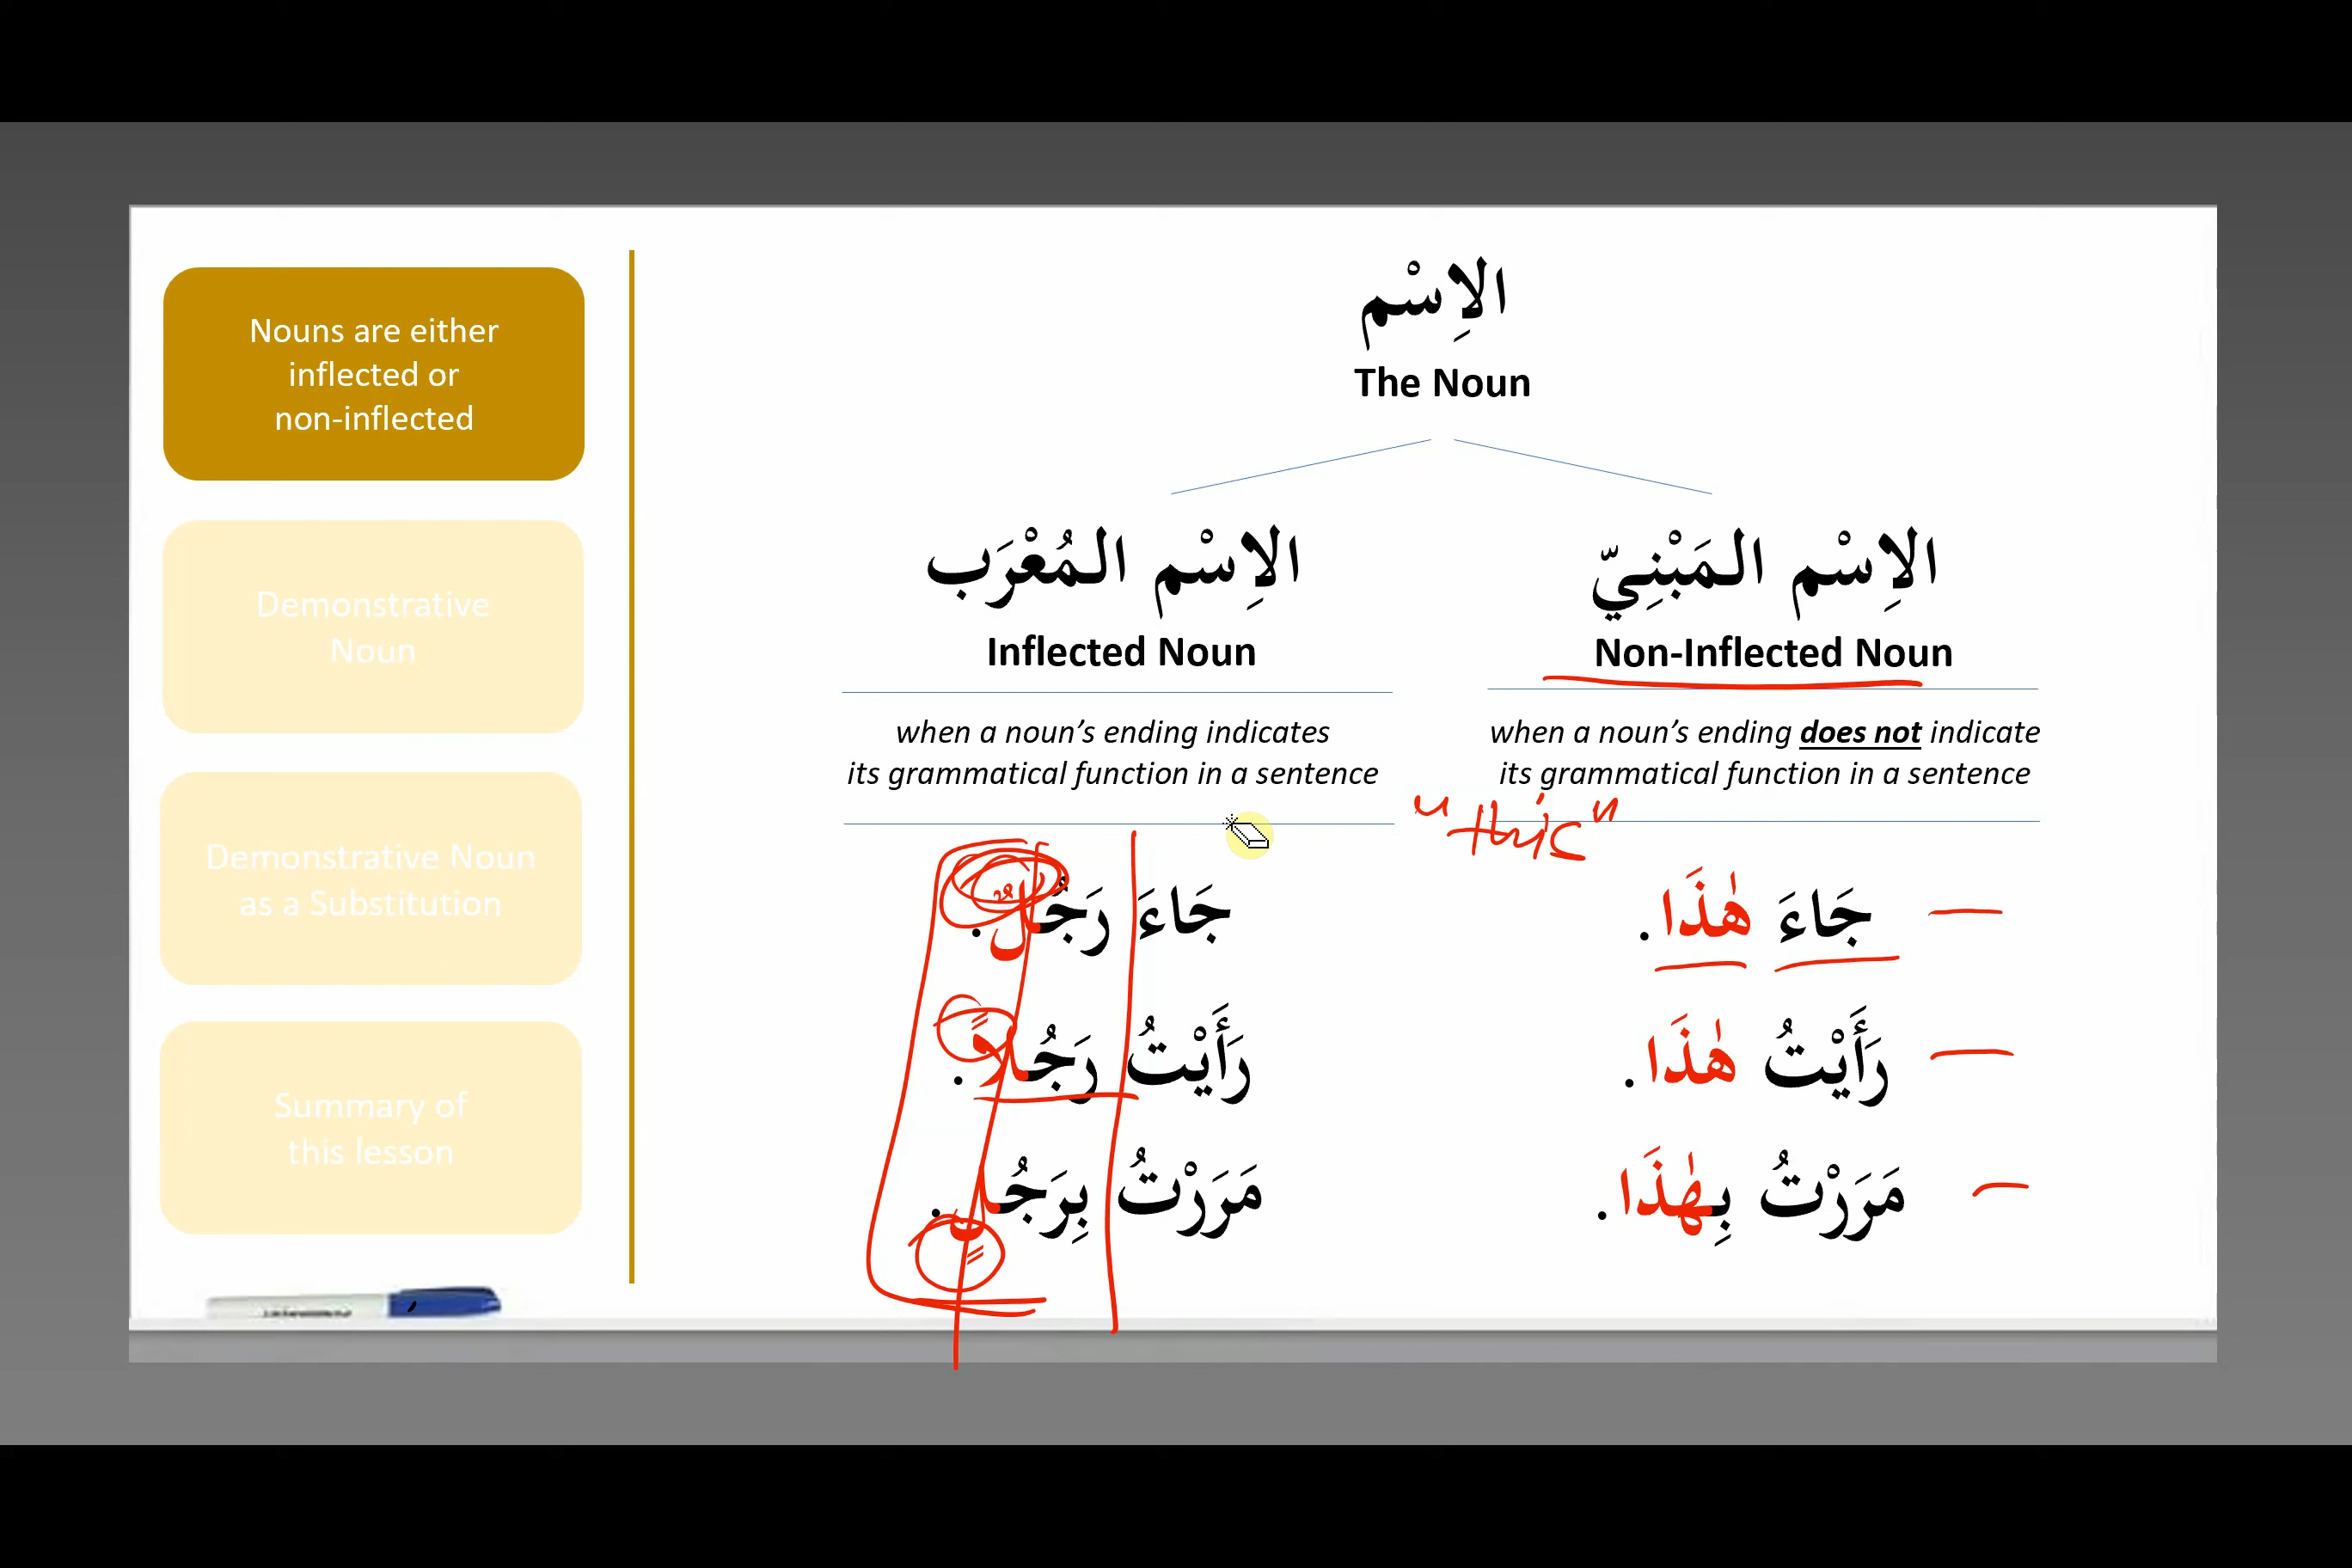 Nouns are either
inflected or
non-inflected
Demonstrative
Noun
Demonstrative Noun
as a Substitution
Summary of
this lesson
الاِسْم
The Noun
الاِسْم المُعْرَب
Inflected Noun
when a noun's ending indicates
its grammatical function in a sentence
جَاءَ رَجُلٌ.
رَأَيْتُ رَجُلاً.
مَرَرْتُ بِرَجُلٍ.
الاِسْم المَبْنِيّ
Non-Inflected Noun
when a noun's ending does not indicate
its grammatical function in a sentence
"this"
جَاءَ هٰذَا.
رَأَيْتُ هٰذَا.
مَرَرْتُ بِهٰذَا.